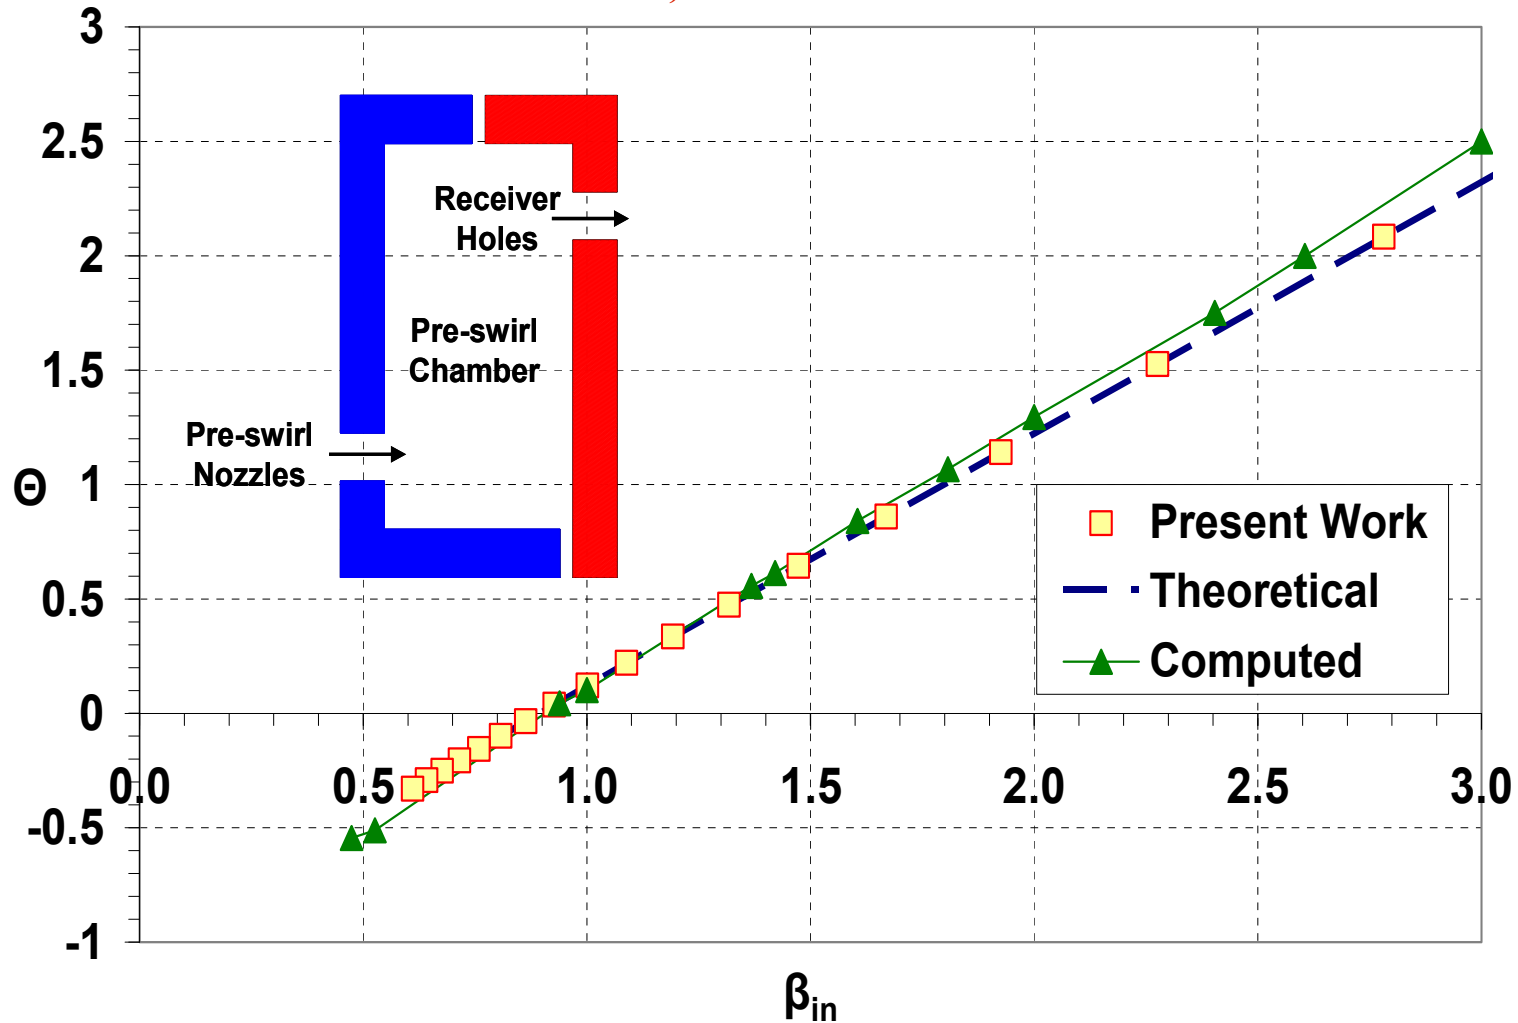 3
2.5
2
1.5
1
0.5
0
-0.5
-1
Θ
0.0
0.5
1.0
1.5
2.0
2.5
3.0
βin
Receiver
Holes
Pre-swirl
Chamber
Pre-swirl
Nozzles
Present Work
Theoretical
Computed